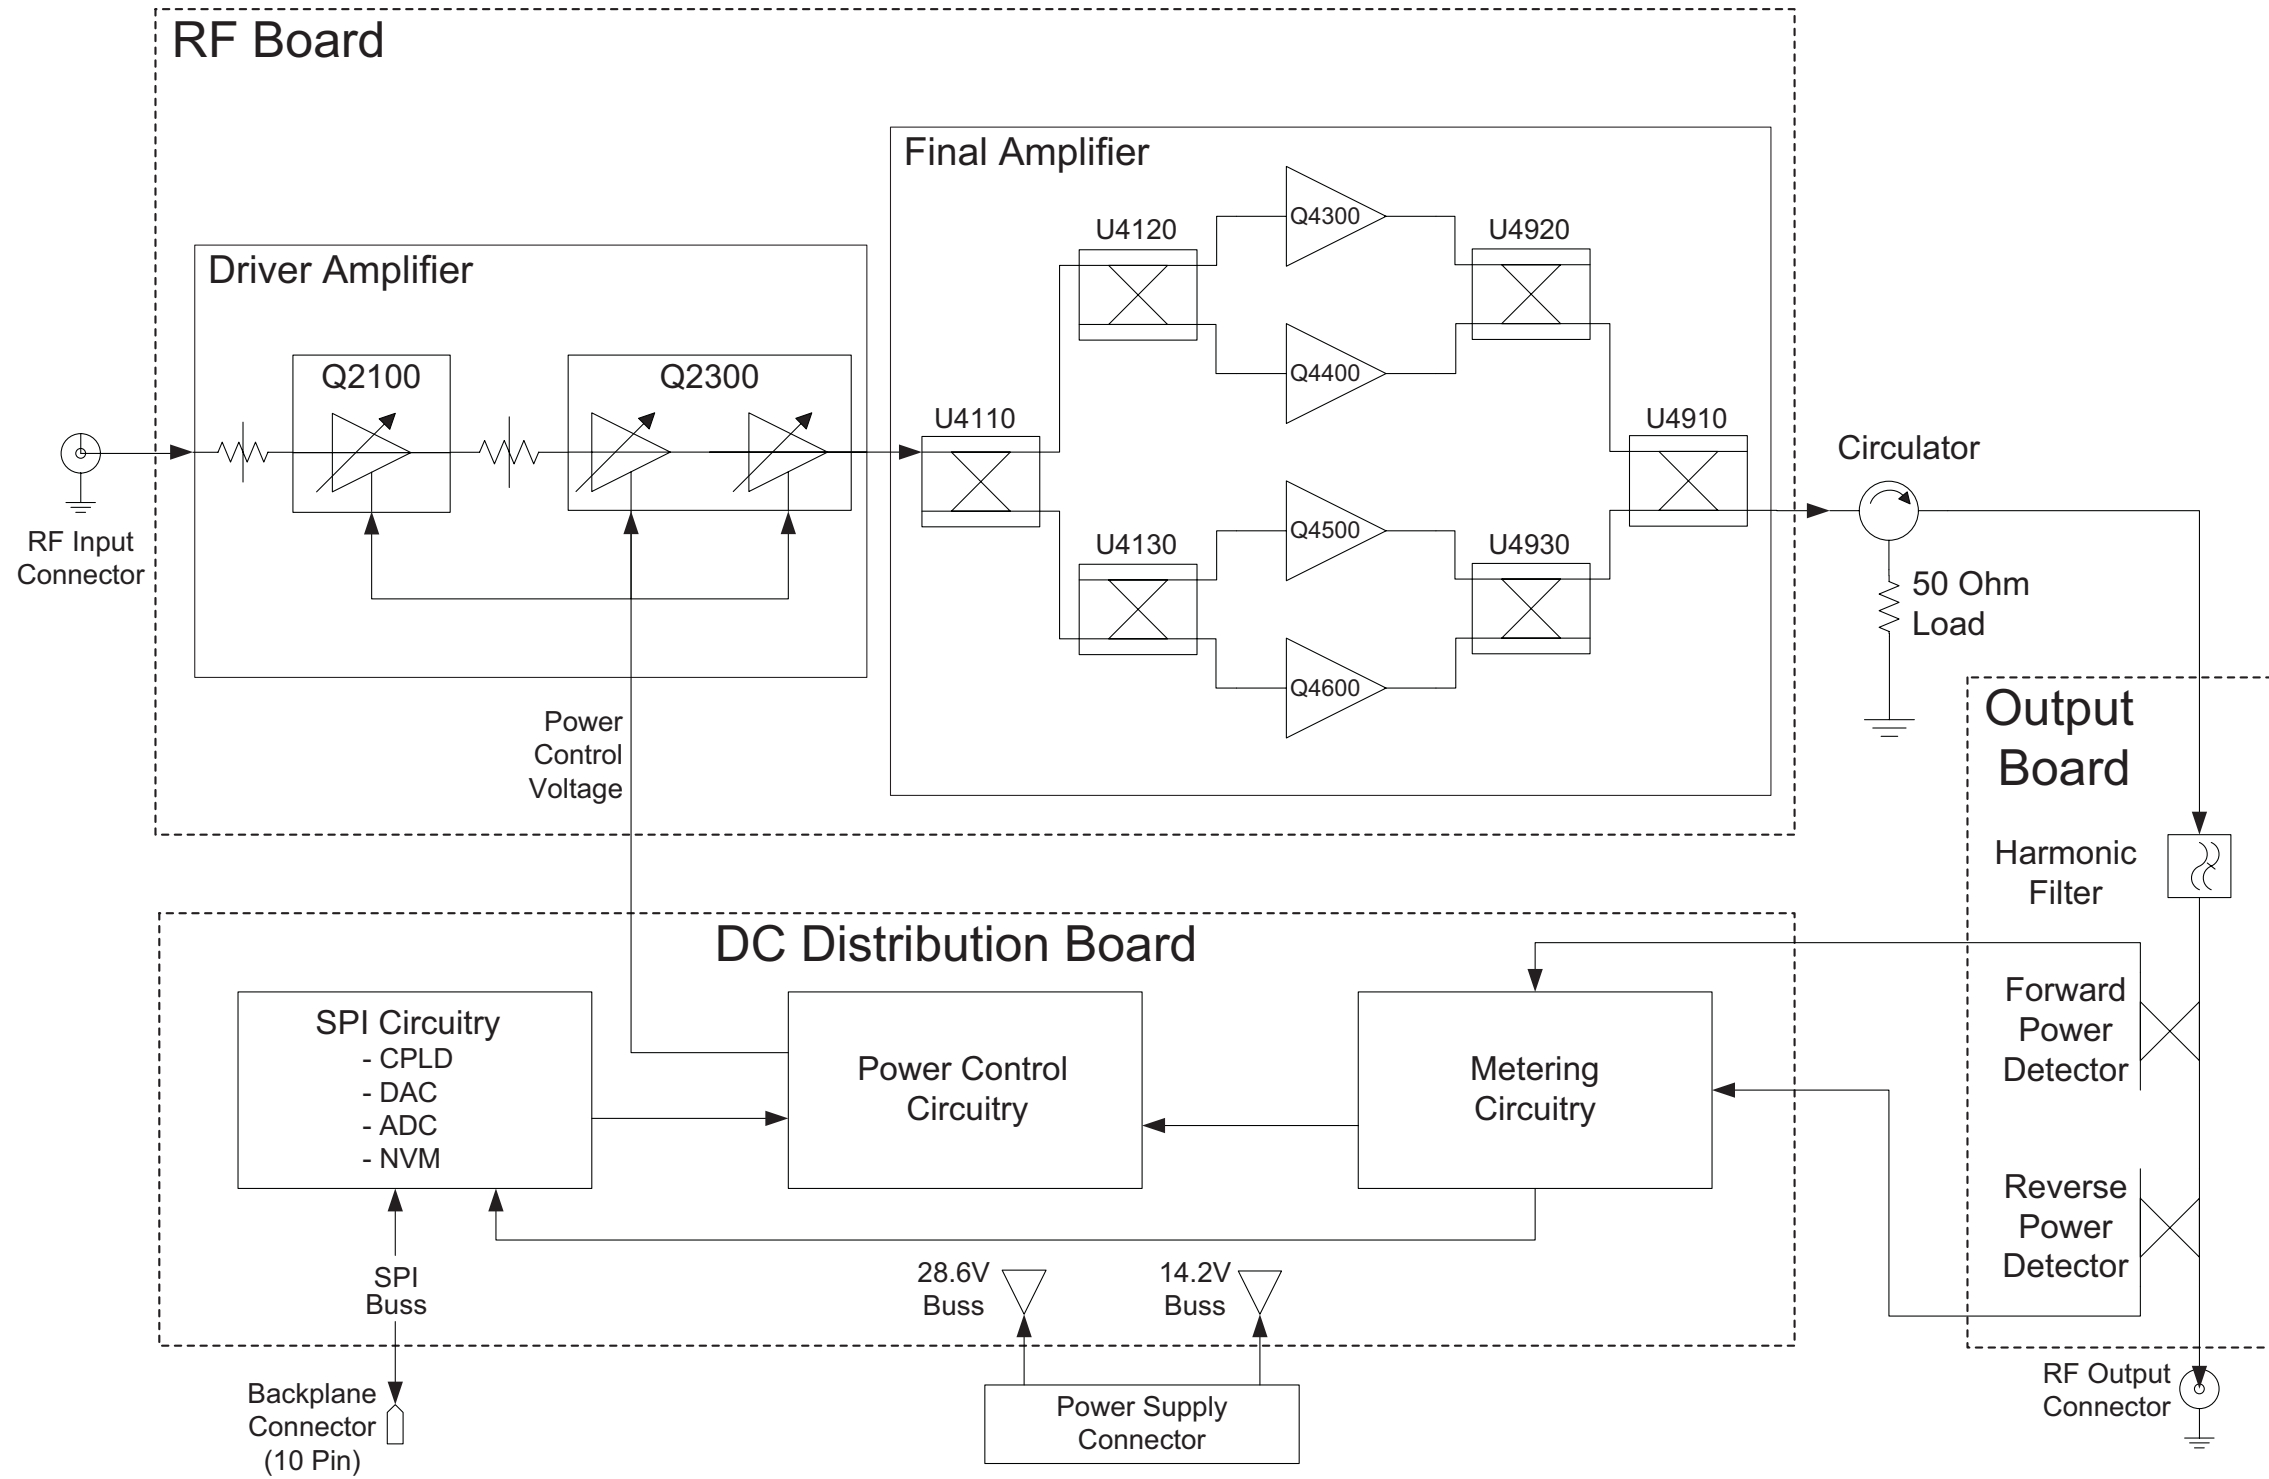 RF Board
Final Amplifier
Q4300
U4120
U4920
Driver Amplifier
Q4400
Q2100
Q2300
U4110
U4910
Circulator
RF Input
Connector
Q4500
U4130
U4930
50 Ohm
Load
Q4600
Power
Control
Voltage
Output
Board
Harmonic
Filter
DC Distribution Board
SPI Circuitry
- CPLD
- DAC
- ADC
- NVM
Power Control
Circuitry
Metering
Circuitry
Forward
Power
Detector
Reverse
Power
Detector
SPI
Buss
28.6V
Buss
14.2V
Buss
Backplane
Connector
(10 Pin)
Power Supply
Connector
RF Output
Connector